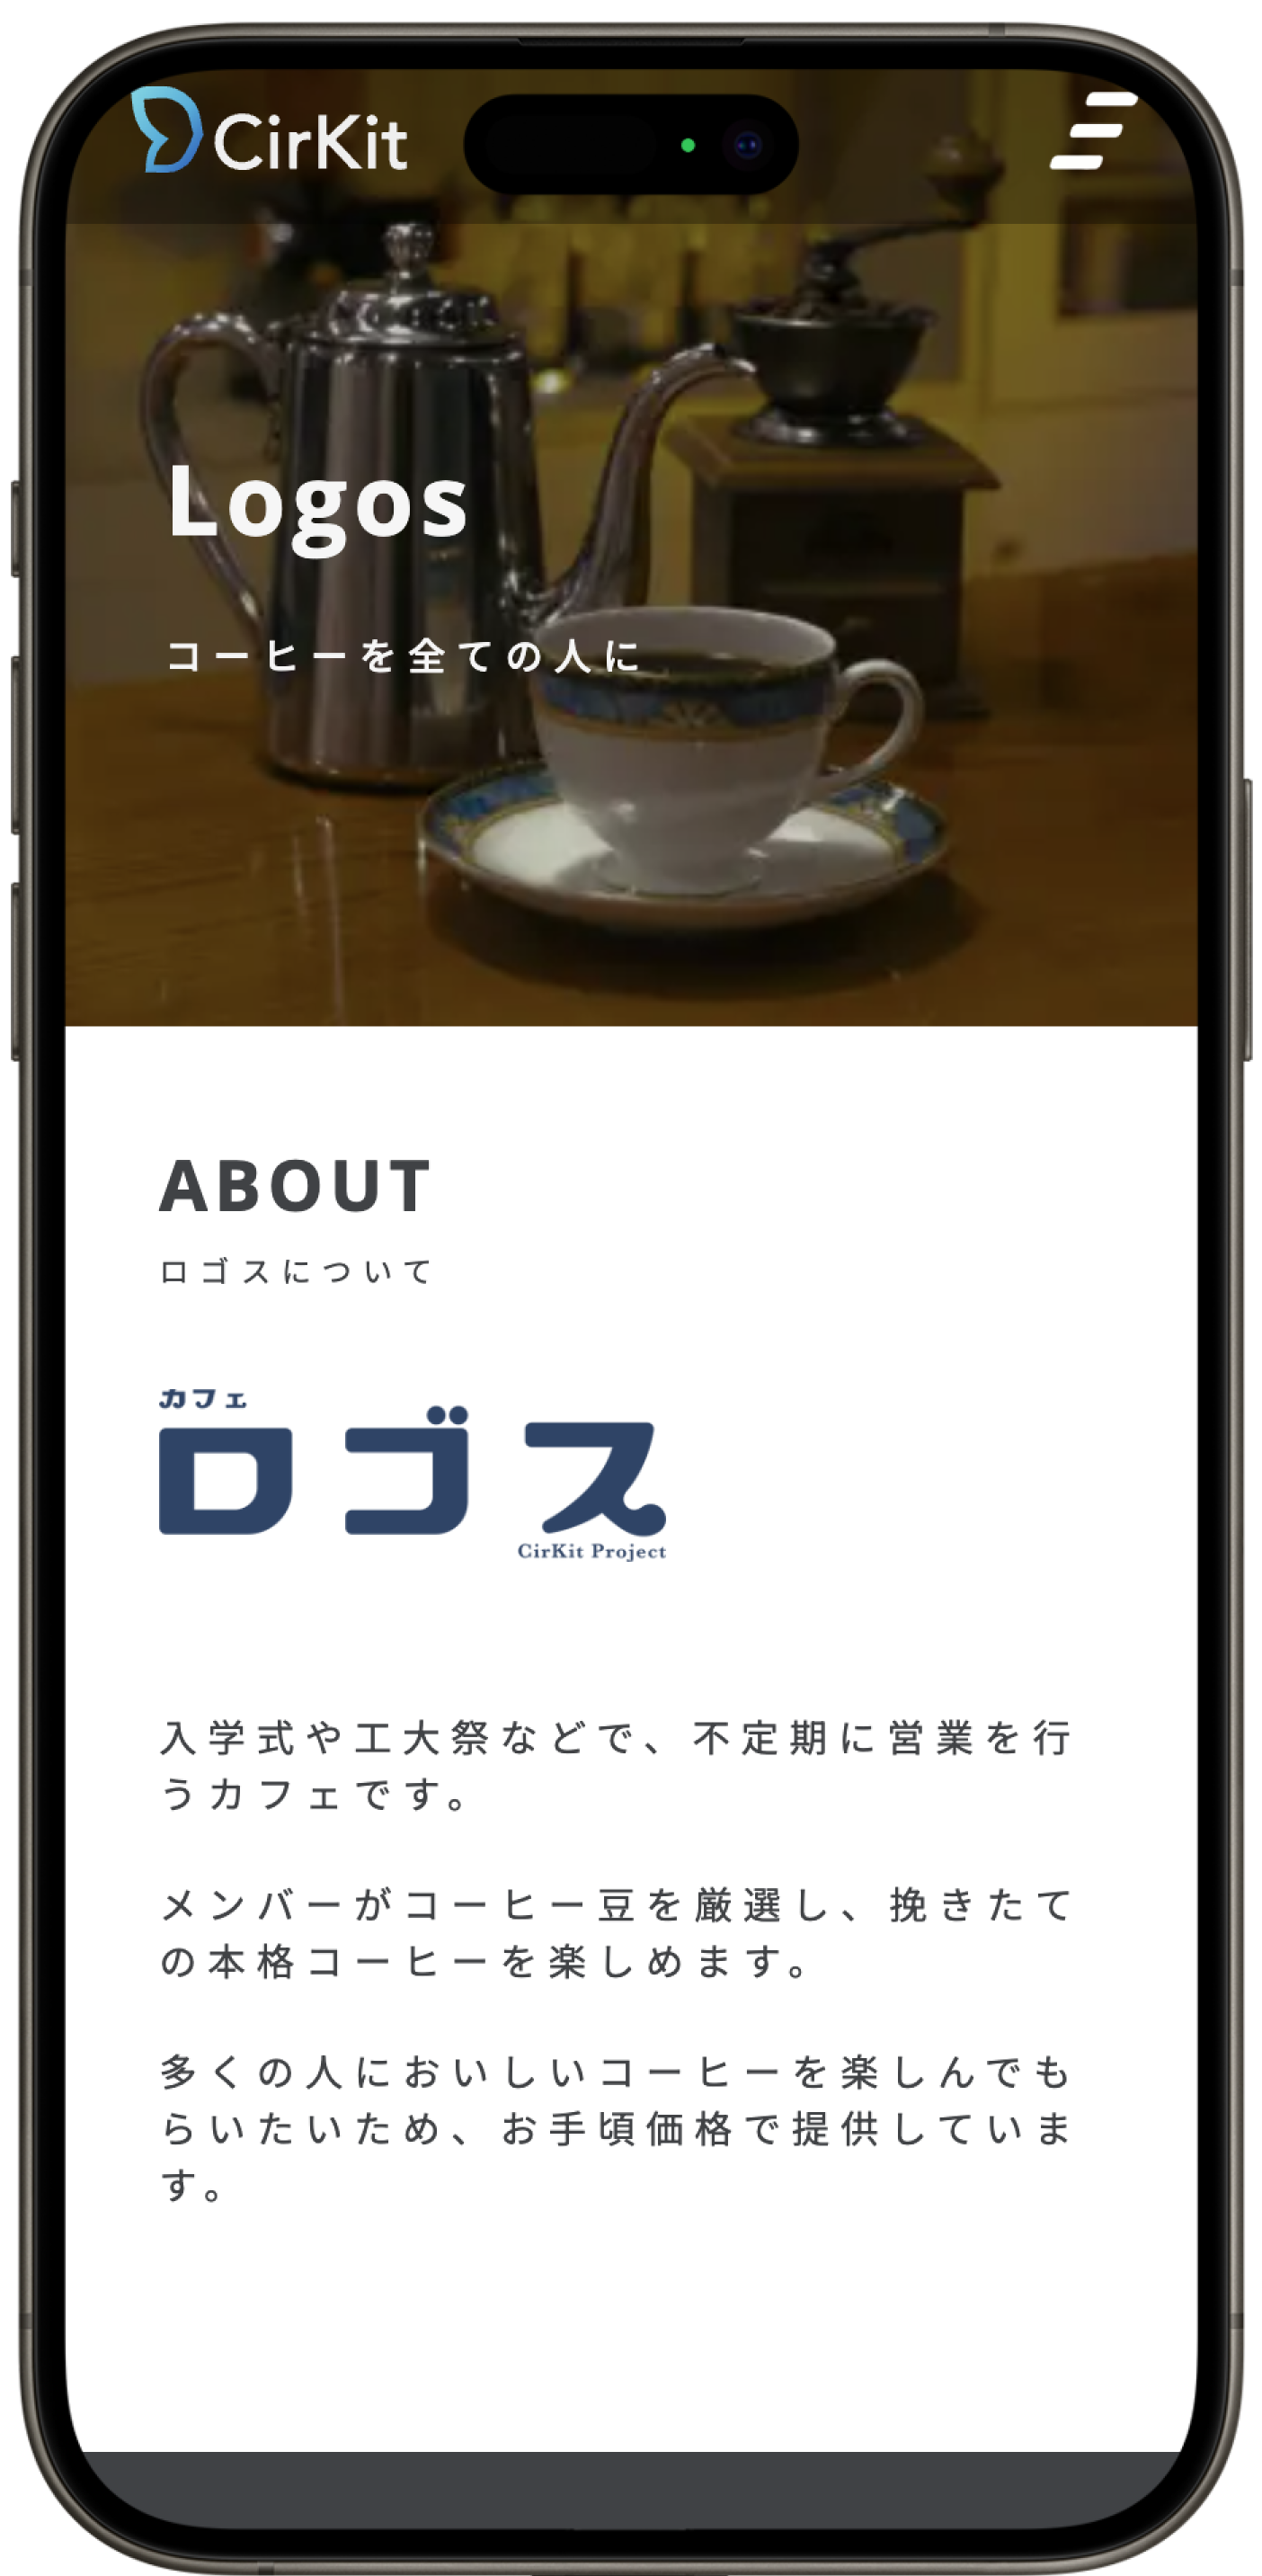 CirKit
Logos
コーヒーを全ての人に
ABOUT
ロゴスについて
カフェ
ロゴス
CirKit Project
入学式や工大祭などで、不定期に営業を行
うカフェです。
メンバーがコーヒー豆を厳選し、挽きたて
の本格コーヒーを楽しめます。
多くの人においしいコーヒーを楽しんでも
らいたいため、お手頃価格で提供していま
す。